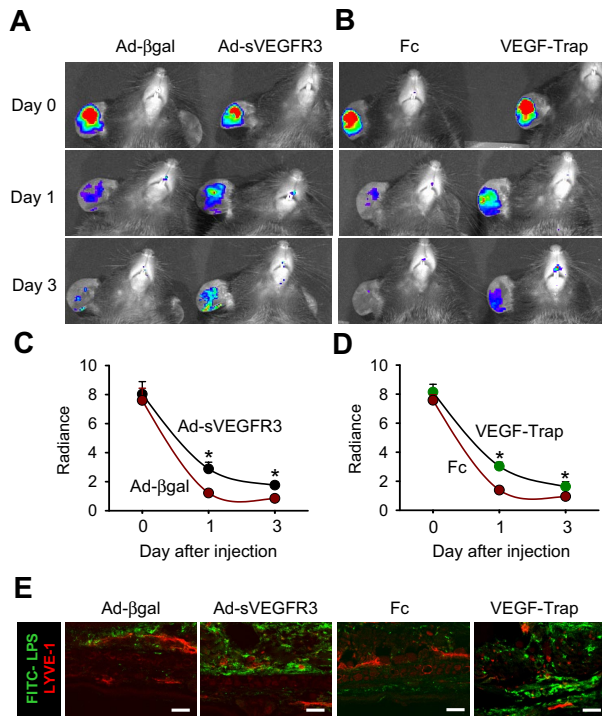 A
B
Ad-βgal Ad-sVEGFR3 Fc VEGF-Trap
Day 0
Day 1
Day 3
C
D
10
8
6
4
2
0
Radiance
Ad-sVEGFR3
Ad-βgal
*
*
0 1 3
Day after injection
10
8
6
4
2
0
Radiance
VEGF-Trap
Fc
*
*
0 1 3
Day after injection
E
Ad-βgal Ad-sVEGFR3 Fc VEGF-Trap
FITC- LPS
LYVE-1